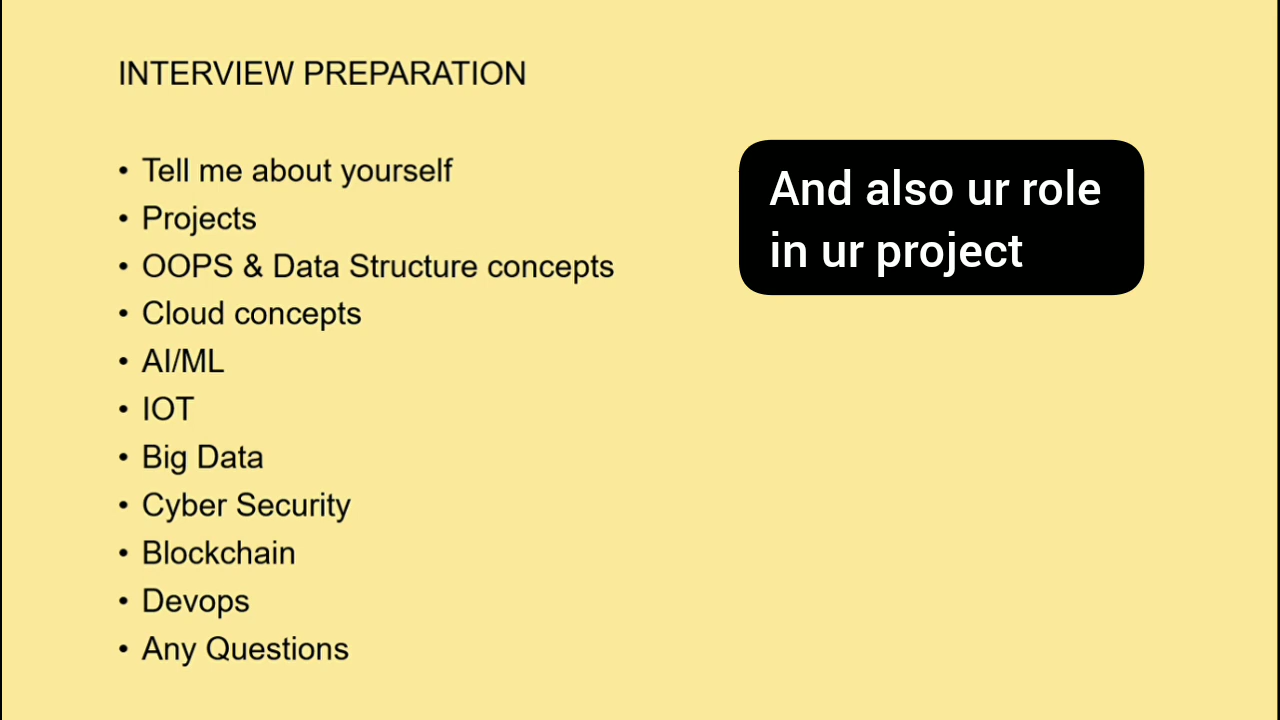 INTERVIEW PREPARATION
• Tell me about yourself
• Projects
• OOPS & Data Structure concepts
• Cloud concepts
• AI/ML
• IOT
• Big Data
• Cyber Security
• Blockchain
• Devops
• Any Questions
And also ur role
in ur project